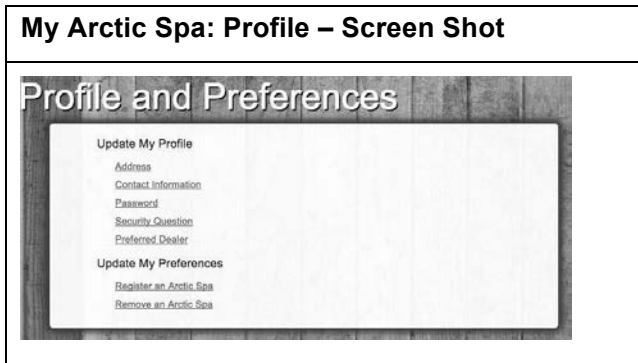 My Arctic Spa: Profile – Screen Shot
Profile and Preferences
Update My Profile
Address
Contact Information
Password
Security Question
Preferred Dealer
Update My Preferences
Register an Arctic Spa
Remove an Arctic Spa